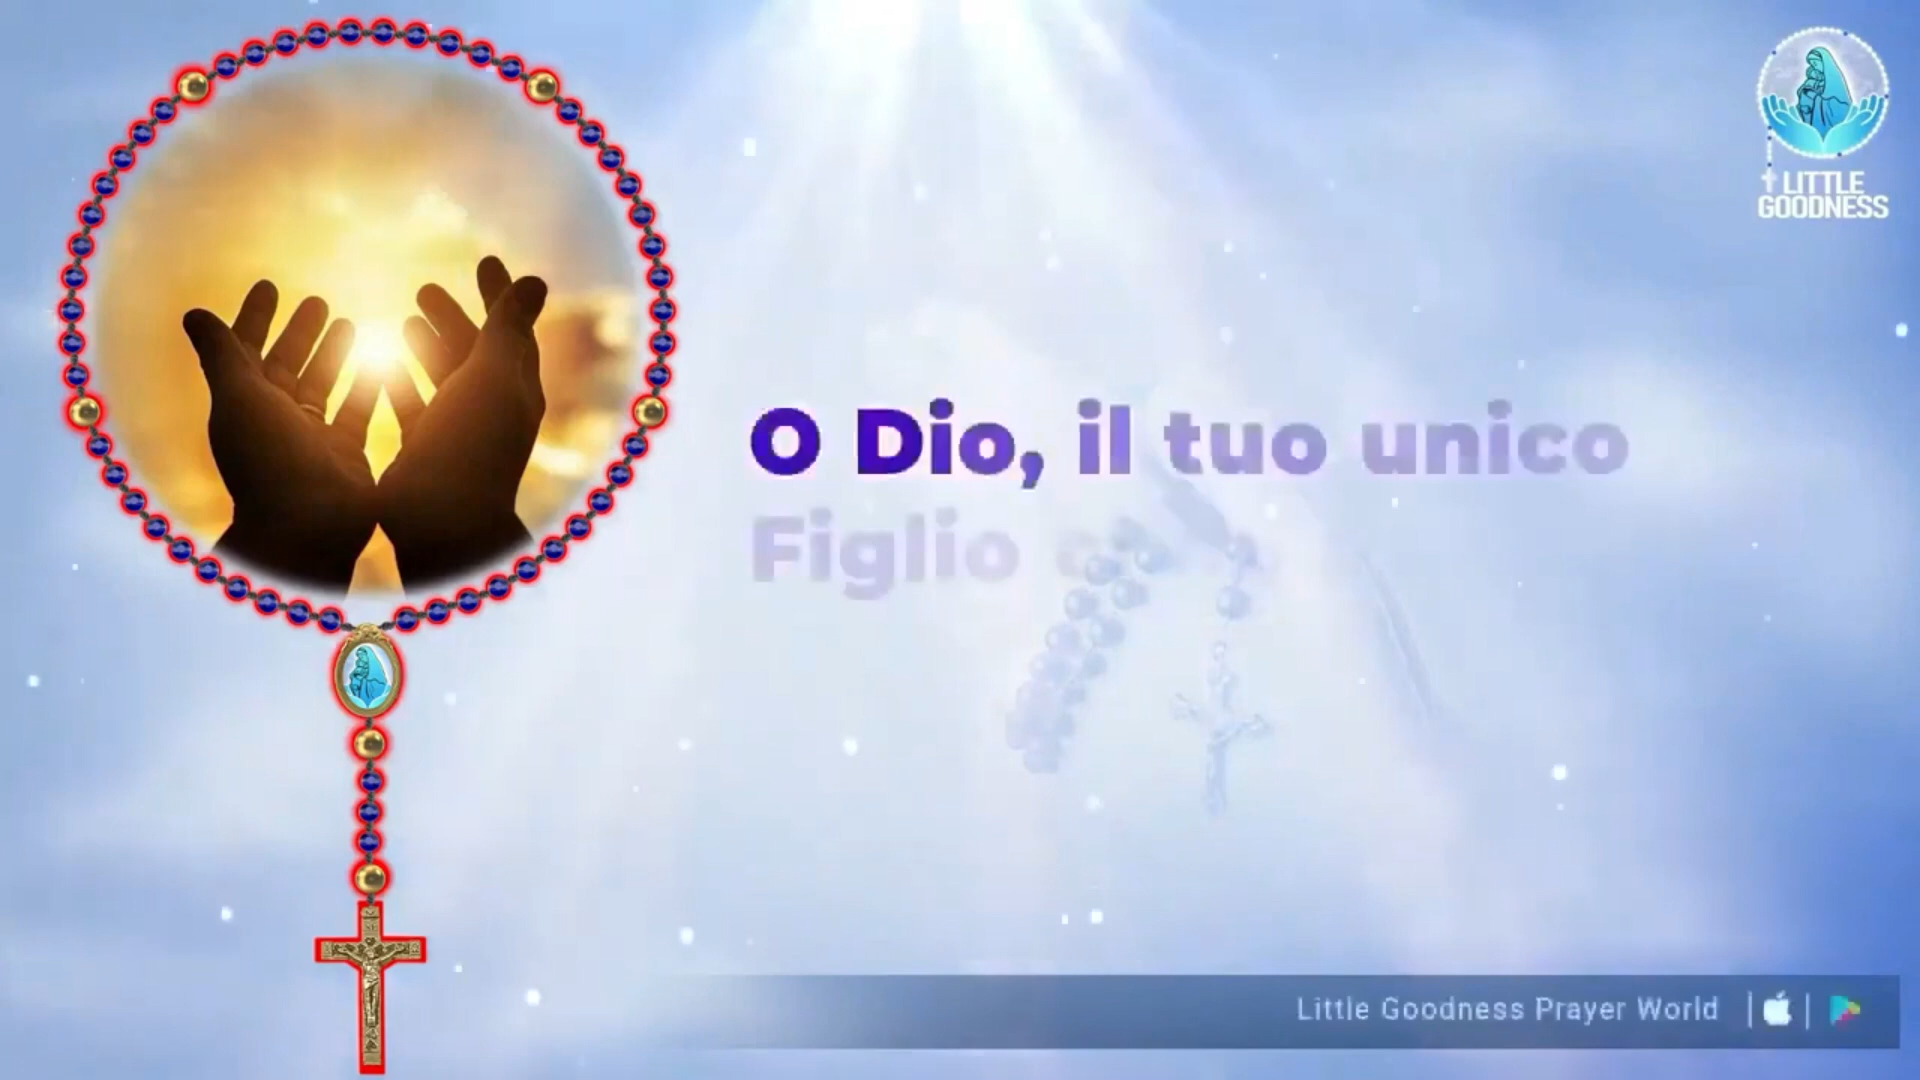 LITTLE
GOODNESS
O Dio, il tuo unico
Figlio
Little Goodness Prayer World